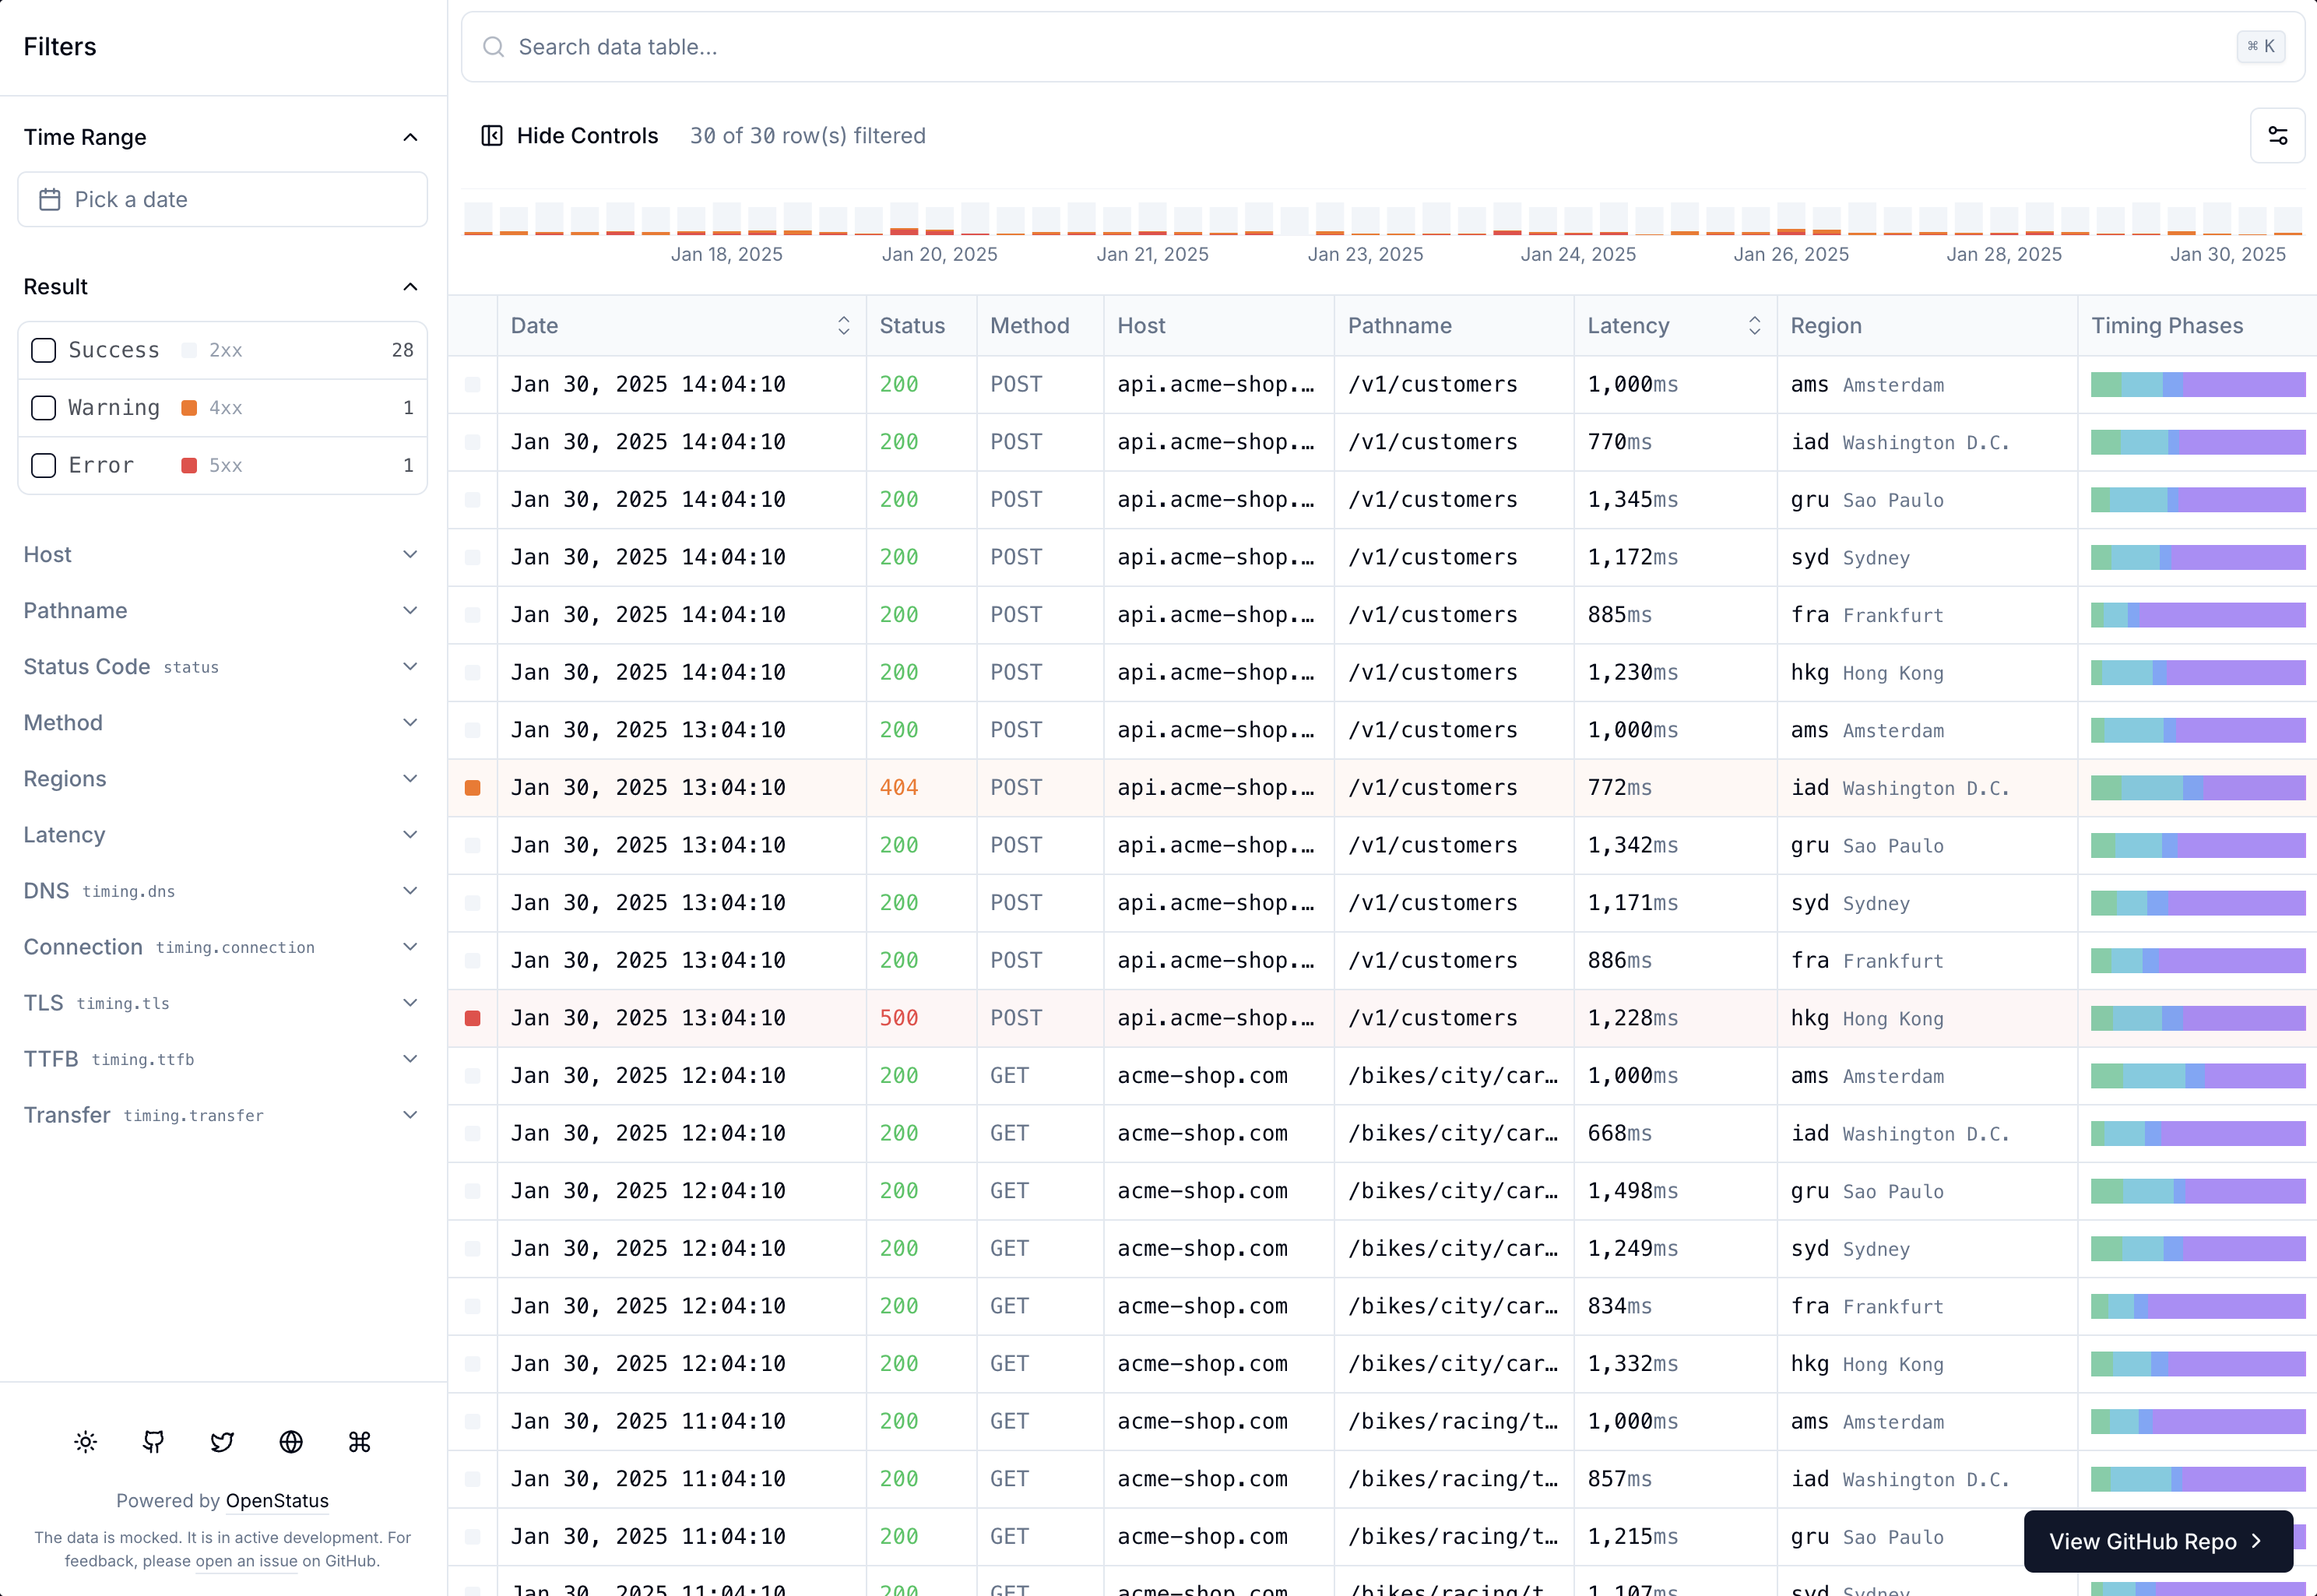 Filters
Time Range
Pick a date
Result
Success 2xx 28
Warning 4xx 1
Error 5xx 1
Host
Pathname
Status Code status
Method
Regions
Latency
DNS timing.dns
Connection timing.connection
TLS timing.tls
TTFB timing.ttfb
Transfer timing.transfer
Powered by OpenStatus
The data is mocked. It is in active development. For
feedback, please open an issue on GitHub.
Search data table...
⌘ K
Hide Controls 30 of 30 row(s) filtered
Jan 18, 2025 Jan 20, 2025 Jan 21, 2025 Jan 23, 2025 Jan 24, 2025 Jan 26, 2025 Jan 28, 2025 Jan 30, 2025
Date Status Method Host Pathname Latency Region Timing Phases
Jan 30, 2025 14:04:10 200 POST api.acme-shop.… /v1/customers 1,000ms ams Amsterdam
Jan 30, 2025 14:04:10 200 POST api.acme-shop.… /v1/customers 770ms iad Washington D.C.
Jan 30, 2025 14:04:10 200 POST api.acme-shop.… /v1/customers 1,345ms gru Sao Paulo
Jan 30, 2025 14:04:10 200 POST api.acme-shop.… /v1/customers 1,172ms syd Sydney
Jan 30, 2025 14:04:10 200 POST api.acme-shop.… /v1/customers 885ms fra Frankfurt
Jan 30, 2025 14:04:10 200 POST api.acme-shop.… /v1/customers 1,230ms hkg Hong Kong
Jan 30, 2025 13:04:10 200 POST api.acme-shop.… /v1/customers 1,000ms ams Amsterdam
Jan 30, 2025 13:04:10 404 POST api.acme-shop.… /v1/customers 772ms iad Washington D.C.
Jan 30, 2025 13:04:10 200 POST api.acme-shop.… /v1/customers 1,342ms gru Sao Paulo
Jan 30, 2025 13:04:10 200 POST api.acme-shop.… /v1/customers 1,171ms syd Sydney
Jan 30, 2025 13:04:10 200 POST api.acme-shop.… /v1/customers 886ms fra Frankfurt
Jan 30, 2025 13:04:10 500 POST api.acme-shop.… /v1/customers 1,228ms hkg Hong Kong
Jan 30, 2025 12:04:10 200 GET acme-shop.com /bikes/city/car… 1,000ms ams Amsterdam
Jan 30, 2025 12:04:10 200 GET acme-shop.com /bikes/city/car… 668ms iad Washington D.C.
Jan 30, 2025 12:04:10 200 GET acme-shop.com /bikes/city/car… 1,498ms gru Sao Paulo
Jan 30, 2025 12:04:10 200 GET acme-shop.com /bikes/city/car… 1,249ms syd Sydney
Jan 30, 2025 12:04:10 200 GET acme-shop.com /bikes/city/car… 834ms fra Frankfurt
Jan 30, 2025 12:04:10 200 GET acme-shop.com /bikes/city/car… 1,332ms hkg Hong Kong
Jan 30, 2025 11:04:10 200 GET acme-shop.com /bikes/racing/t… 1,000ms ams Amsterdam
Jan 30, 2025 11:04:10 200 GET acme-shop.com /bikes/racing/t… 857ms iad Washington D.C.
Jan 30, 2025 11:04:10 200 GET acme-shop.com /bikes/racing/t… 1,215ms gru Sao Paulo
Jan 30, 2025 11:04:10 200 GET acme-shop.com /bikes/racing/t… 1,107ms syd Sydney
View GitHub Repo